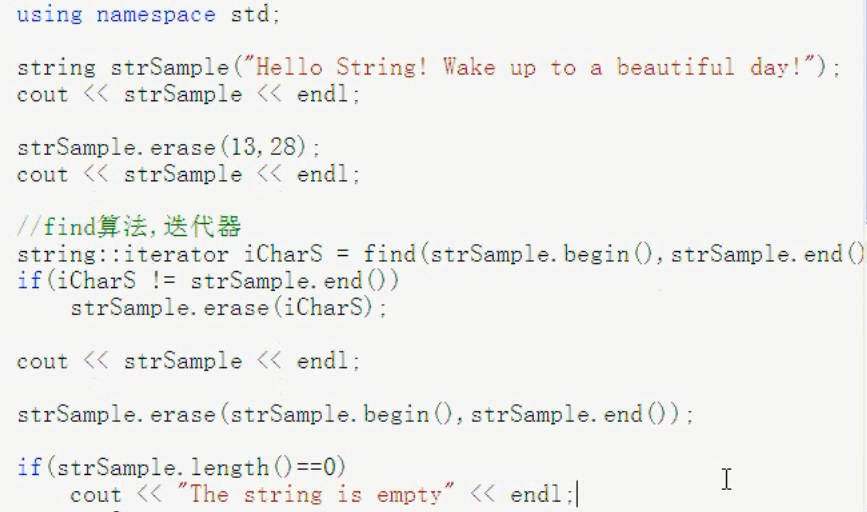 using namespace std;
string strSample("Hello String! Wake up to a beautiful day!");
cout << strSample << endl;
strSample.erase(13,28);
cout << strSample << endl;
//find算法,迭代器
string::iterator iCharS = find(strSample.begin(),strSample.end()
if(iCharS != strSample.end())
strSample.erase(iCharS);
cout << strSample << endl;
strSample.erase(strSample.begin(),strSample.end());
if(strSample.length()==0)
cout << "The string is empty" << endl;